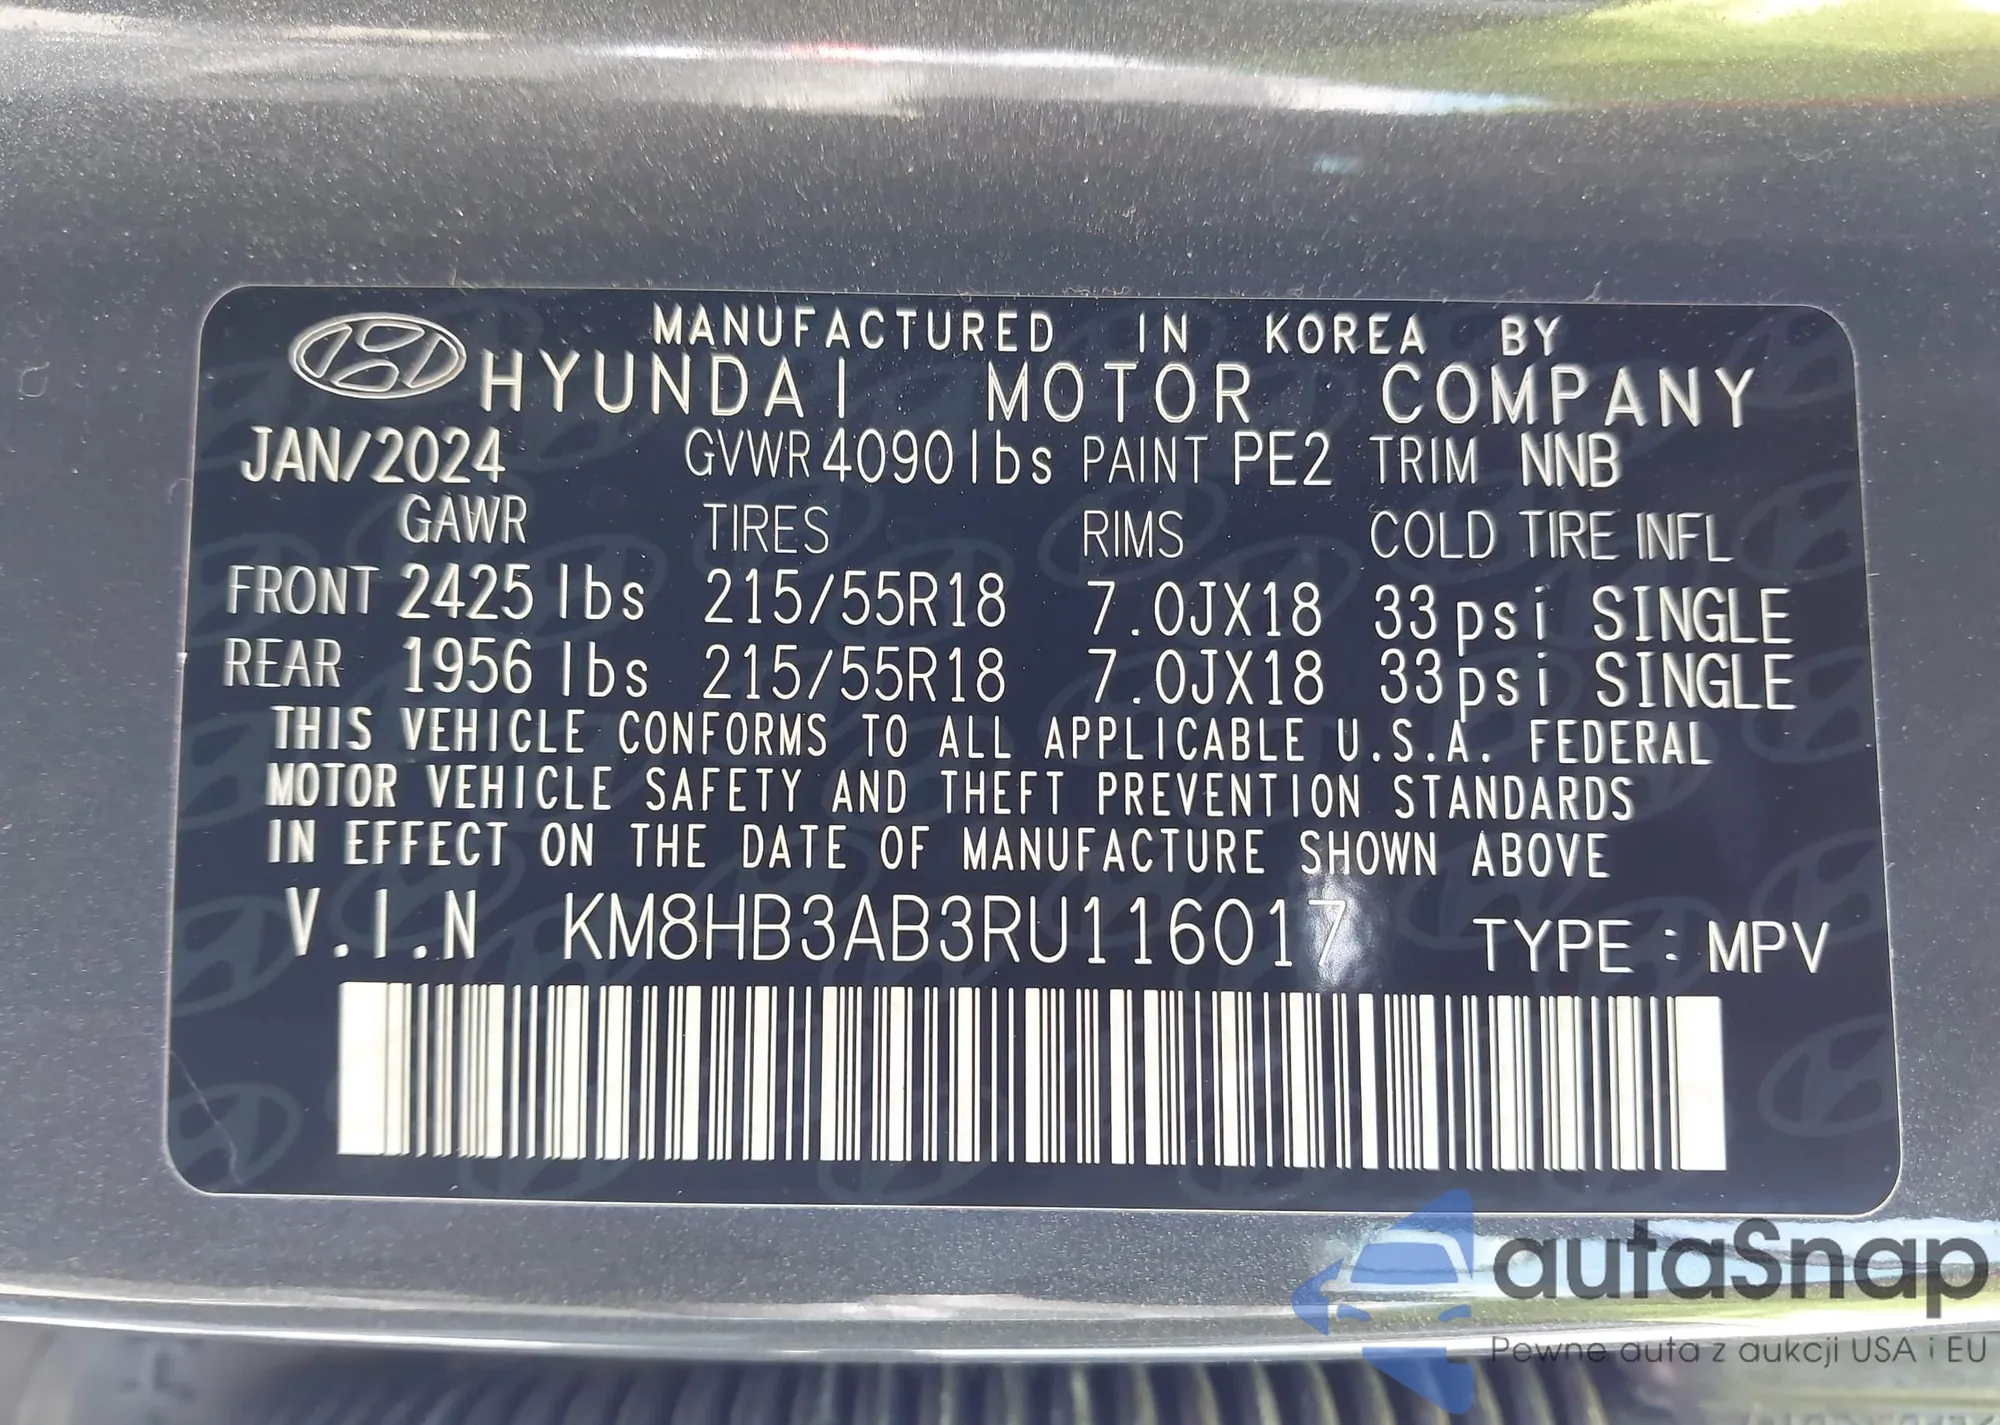 MANUFACTURED IN KOREA BY
HYUNDAI MOTOR COMPANY
JAN/2024 GVWR 4090lbs PAINT PE2 TRIM NNB
GAWR TIRES RIMS COLD TIRE INFL
FRONT 2425 lbs 215/55R18 7.0JX18 33psi SINGLE
REAR 1956 lbs 215/55R18 7.0JX18 33psi SINGLE
THIS VEHICLE CONFORMS TO ALL APPLICABLE U.S.A. FEDERAL
MOTOR VEHICLE SAFETY AND THEFT PREVENTION STANDARDS
IN EFFECT ON THE DATE OF MANUFACTURE SHOWN ABOVE
V.I.N KM8HB3AB3RU116017 TYPE : MPV
autaSnap
Pewne auta z aukcji USA i EU